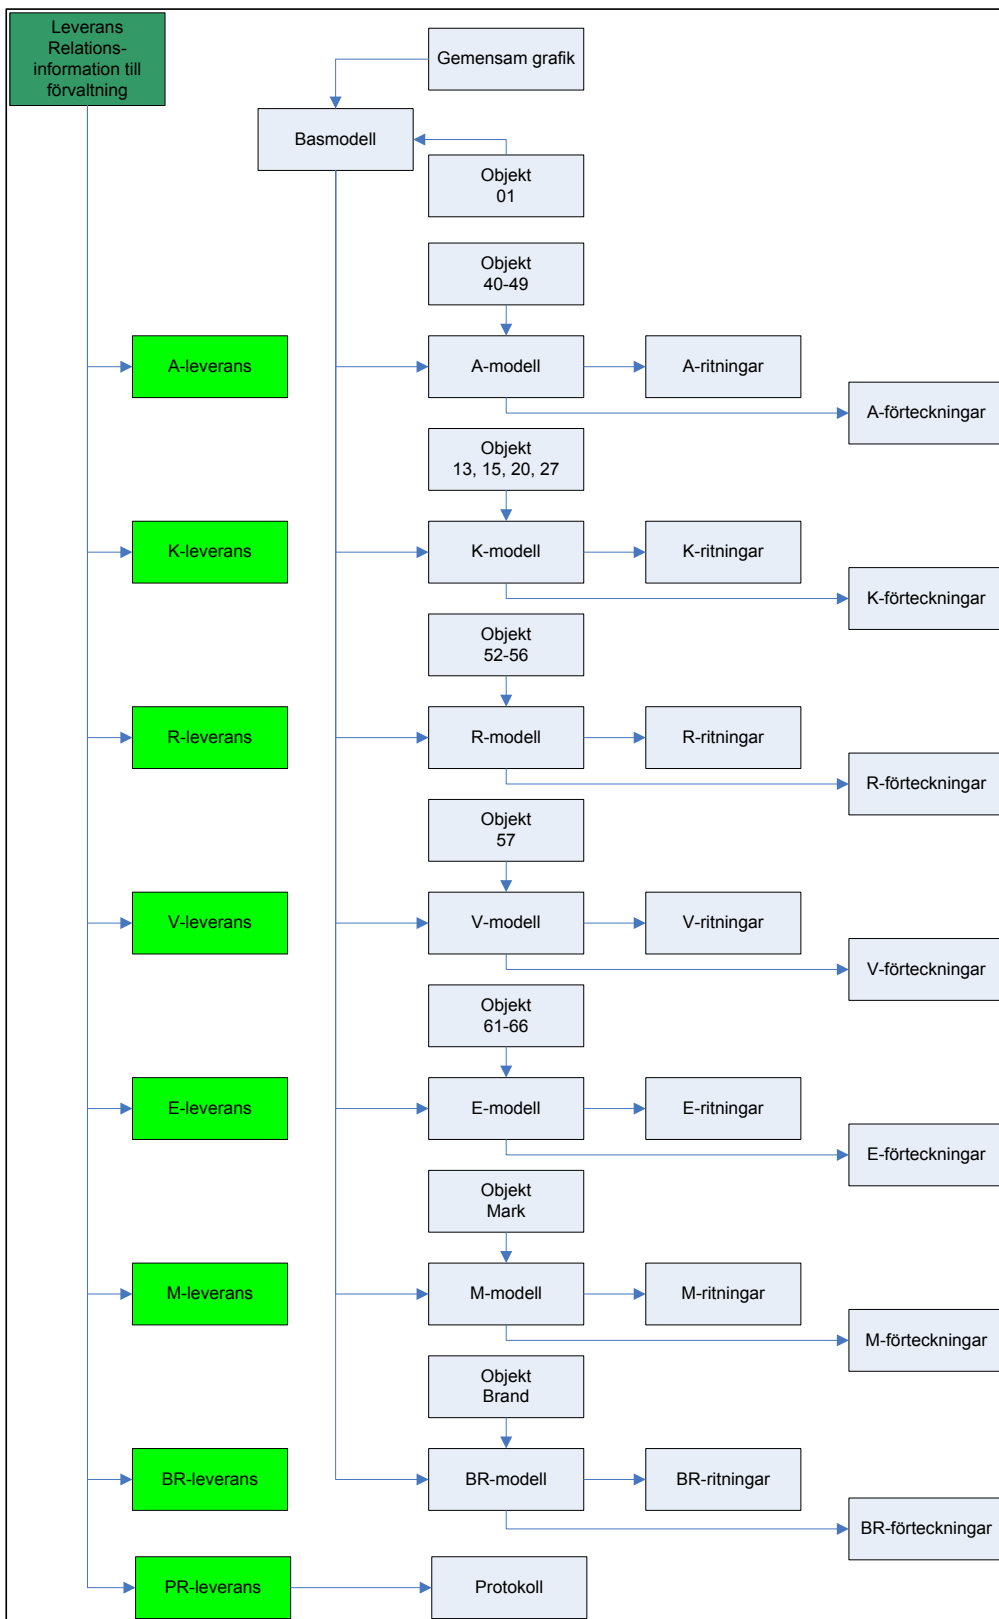 Leverans
Relations-
information till
förvaltning
Gemensam grafik
Basmodell
Objekt
01
Objekt
40-49
A-leverans
A-modell
A-ritningar
A-förteckningar
Objekt
13, 15, 20, 27
K-leverans
K-modell
K-ritningar
K-förteckningar
Objekt
52-56
R-leverans
R-modell
R-ritningar
R-förteckningar
Objekt
57
V-leverans
V-modell
V-ritningar
V-förteckningar
Objekt
61-66
E-leverans
E-modell
E-ritningar
E-förteckningar
Objekt
Mark
M-leverans
M-modell
M-ritningar
M-förteckningar
Objekt
Brand
BR-leverans
BR-modell
BR-ritningar
BR-förteckningar
PR-leverans
Protokoll